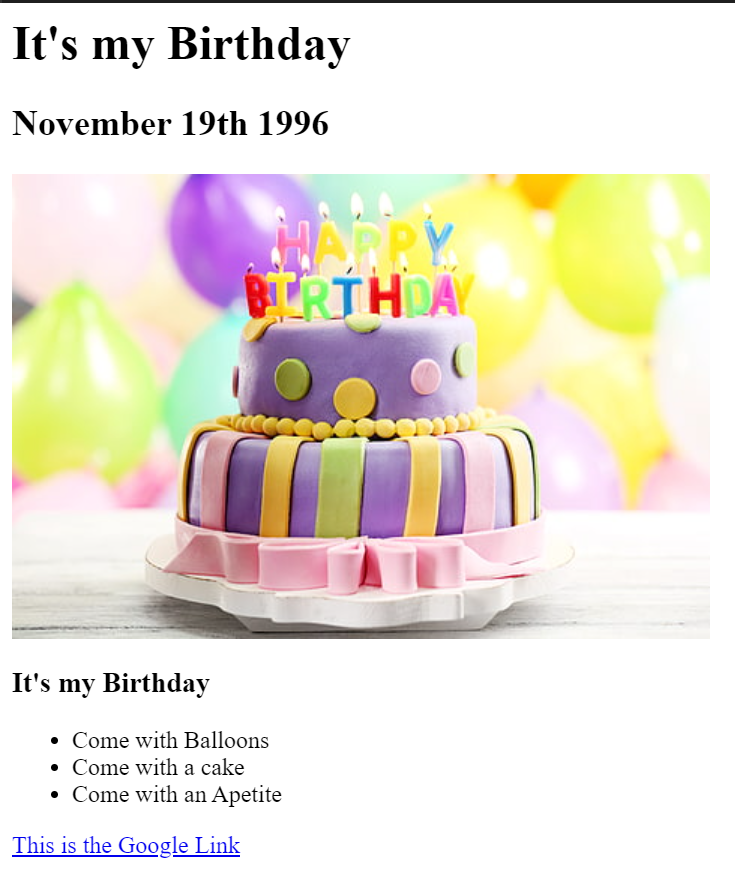 It's my Birthday
November 19th 1996
HAPPY
BIRTHDAY
It's my Birthday
Come with Balloons
Come with a cake
Come with an Apetite
This is the Google Link